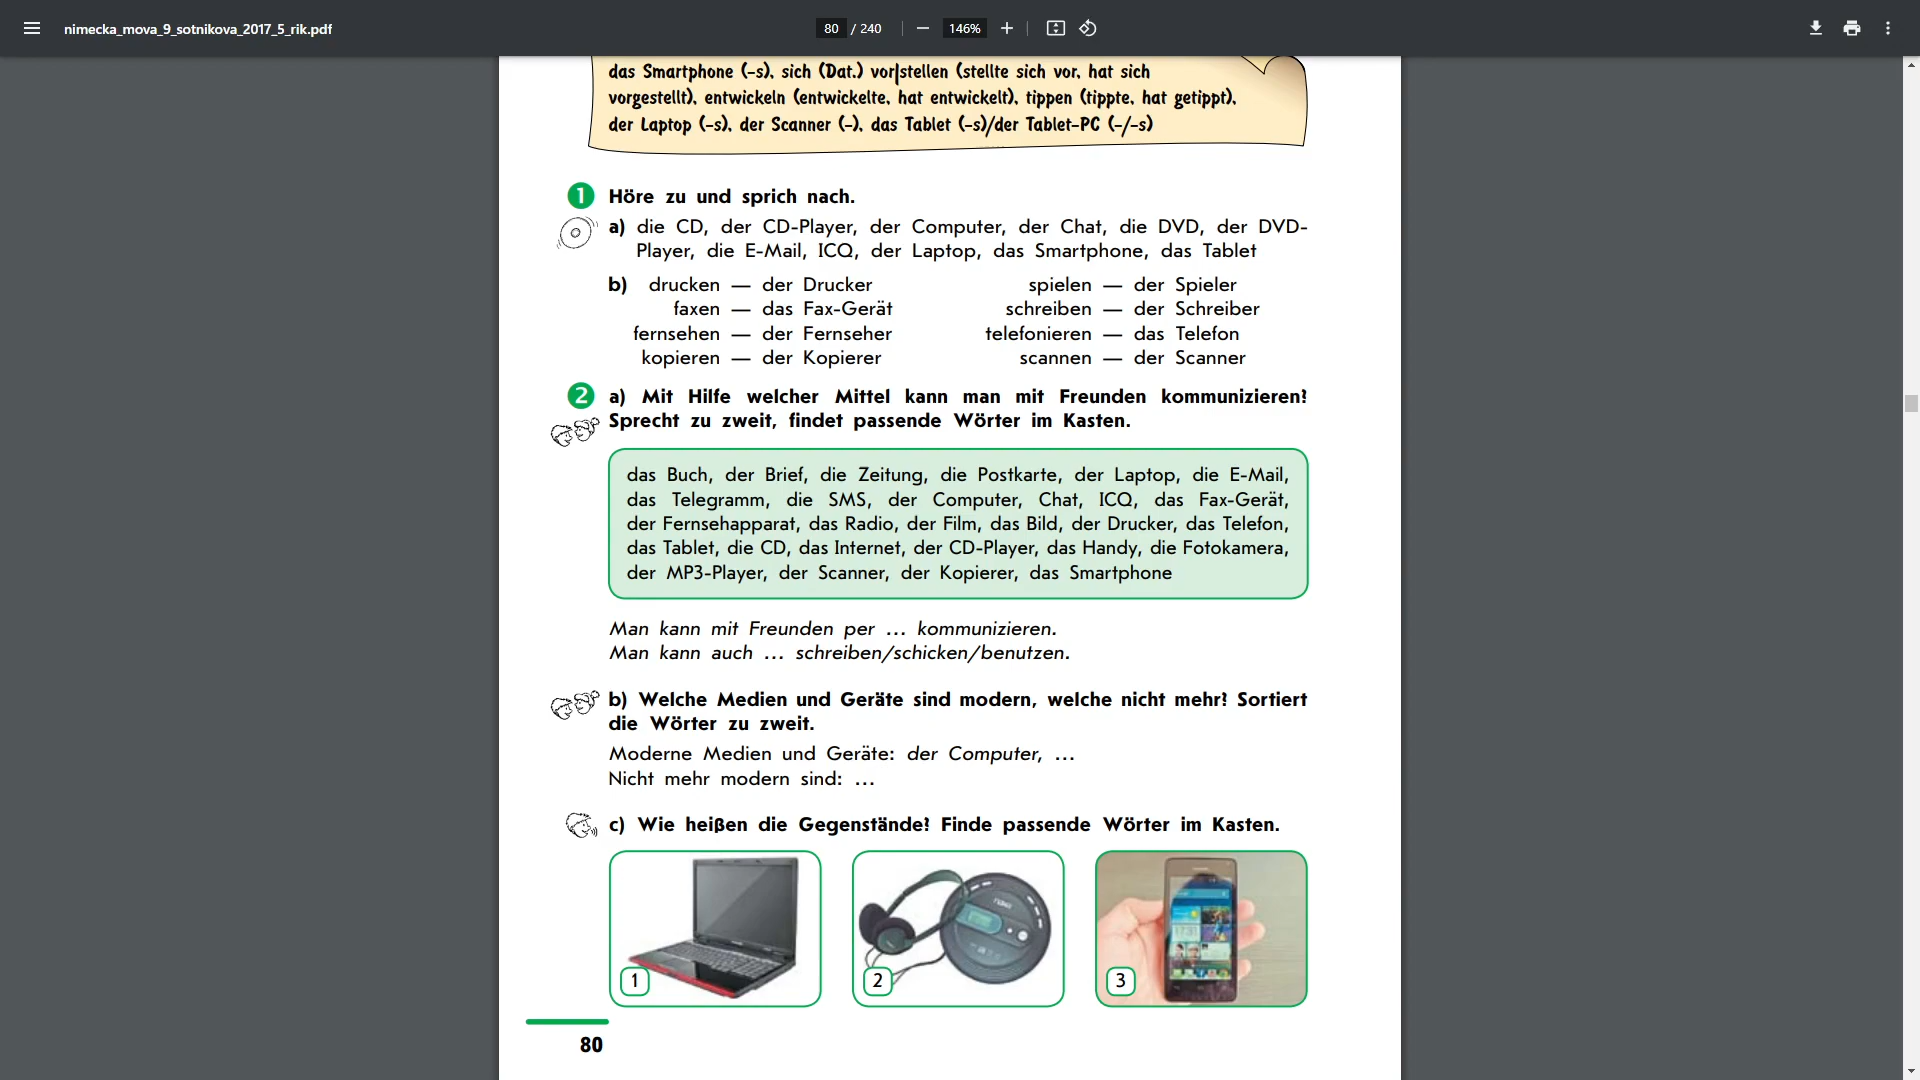 nimecka_mova_9_sotnikova_2017_5_rik.pdf
80 / 240
146%
das Smartphone (-s), sich (Dat.) vor|stellen (stellte sich vor, hat sich
vorgestellt), entwickeln (entwickelte, hat entwickelt), tippen (tippte, hat getippt),
der Laptop (-s), der Scanner (-), das Tablet (-s)/der Tablet-PC (-/-s)
1 Höre zu und sprich nach.
a) die CD, der CD-Player, der Computer, der Chat, die DVD, der DVD-
Player, die E-Mail, ICQ, der Laptop, das Smartphone, das Tablet
b) drucken — der Drucker spielen — der Spieler
faxen — das Fax-Gerät schreiben — der Schreiber
fernsehen — der Fernseher telefonieren — das Telefon
kopieren — der Kopierer scannen — der Scanner
2 a) Mit Hilfe welcher Mittel kann man mit Freunden kommunizieren?
Sprecht zu zweit, findet passende Wörter im Kasten.
das Buch, der Brief, die Zeitung, die Postkarte, der Laptop, die E-Mail,
das Telegramm, die SMS, der Computer, Chat, ICQ, das Fax-Gerät,
der Fernsehapparat, das Radio, der Film, das Bild, der Drucker, das Telefon,
das Tablet, die CD, das Internet, der CD-Player, das Handy, die Fotokamera,
der MP3-Player, der Scanner, der Kopierer, das Smartphone
Man kann mit Freunden per ... kommunizieren.
Man kann auch ... schreiben/schicken/benutzen.
b) Welche Medien und Geräte sind modern, welche nicht mehr? Sortiert
die Wörter zu zweit.
Moderne Medien und Geräte: der Computer, ...
Nicht mehr modern sind: ...
c) Wie heißen die Gegenstände? Finde passende Wörter im Kasten.
1
2
3
80